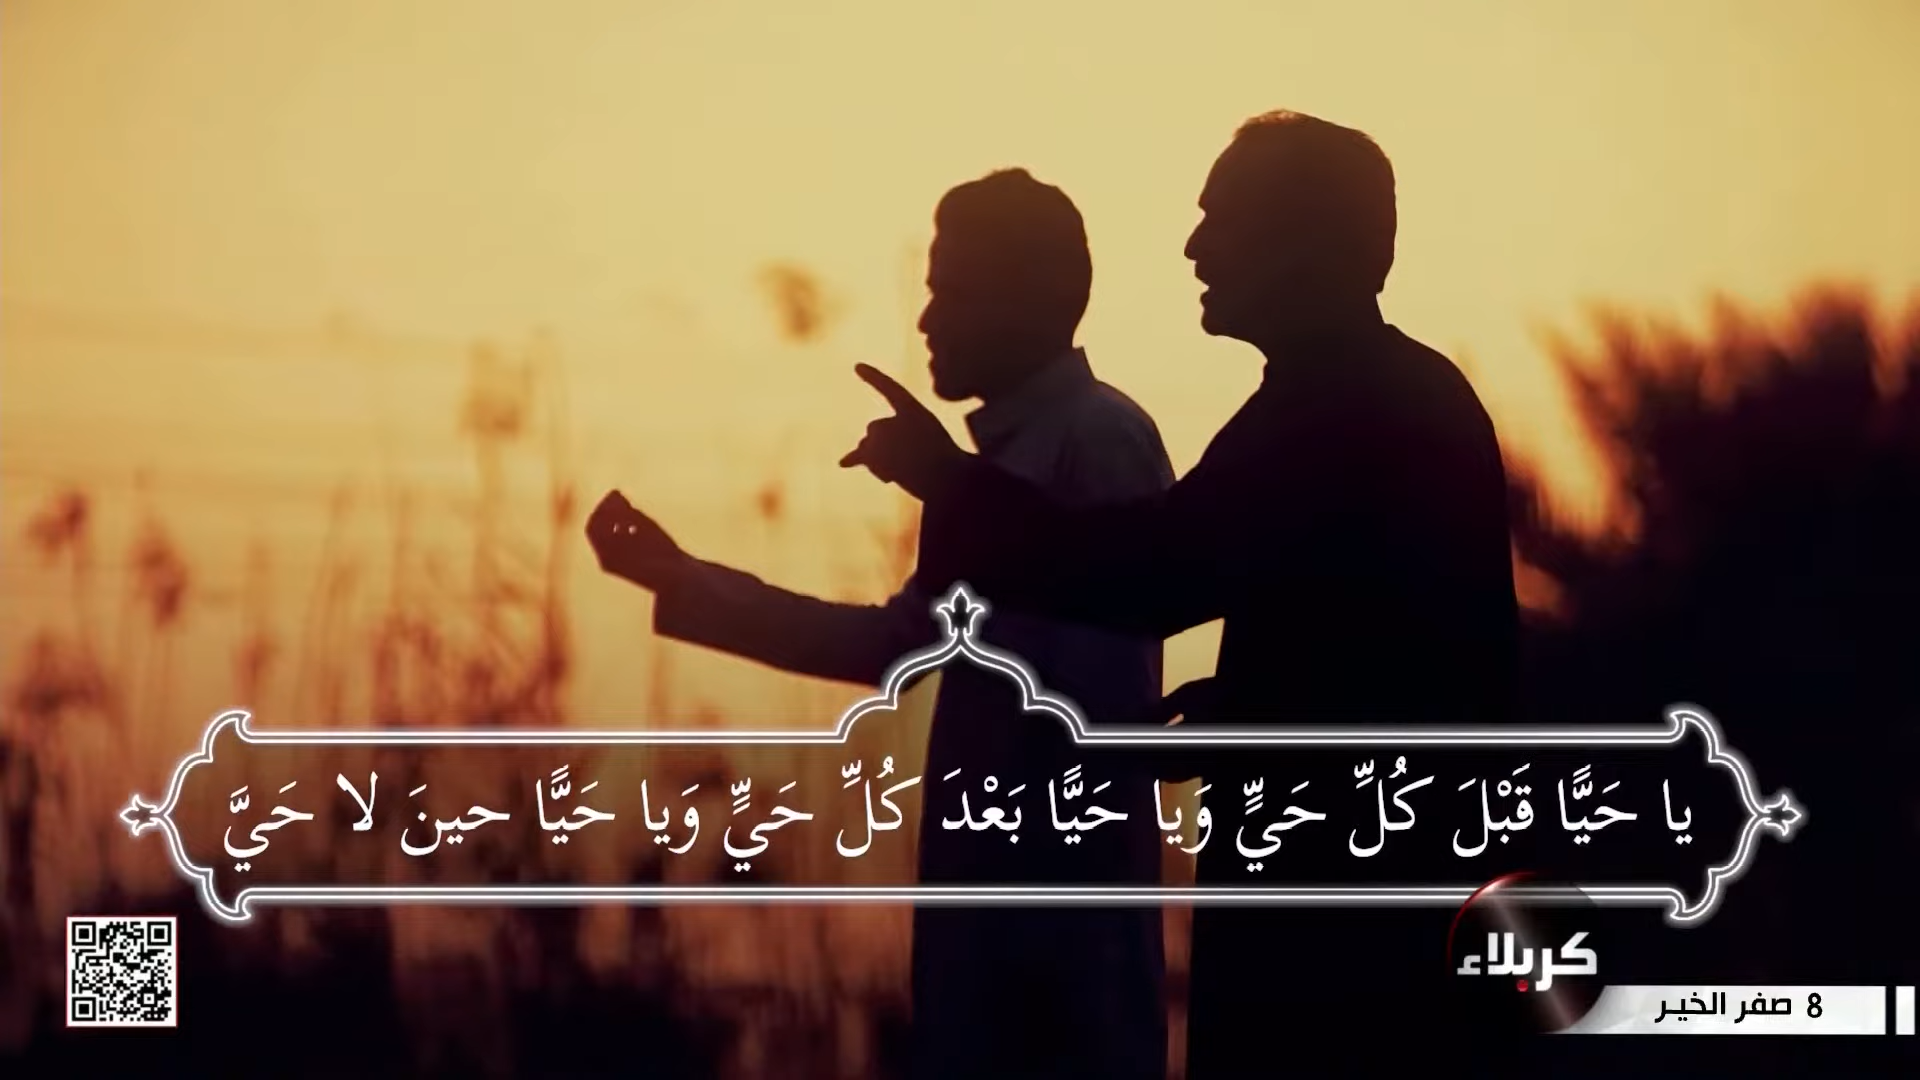 يا حَيًّا قَبْلَ كُلِّ حَيٍّ وَيا حَيًّا بَعْدَ كُلِّ حَيٍّ وَيا حَيًّا حينَ لا حَيَّ
كربلاء
8 صفر الخير